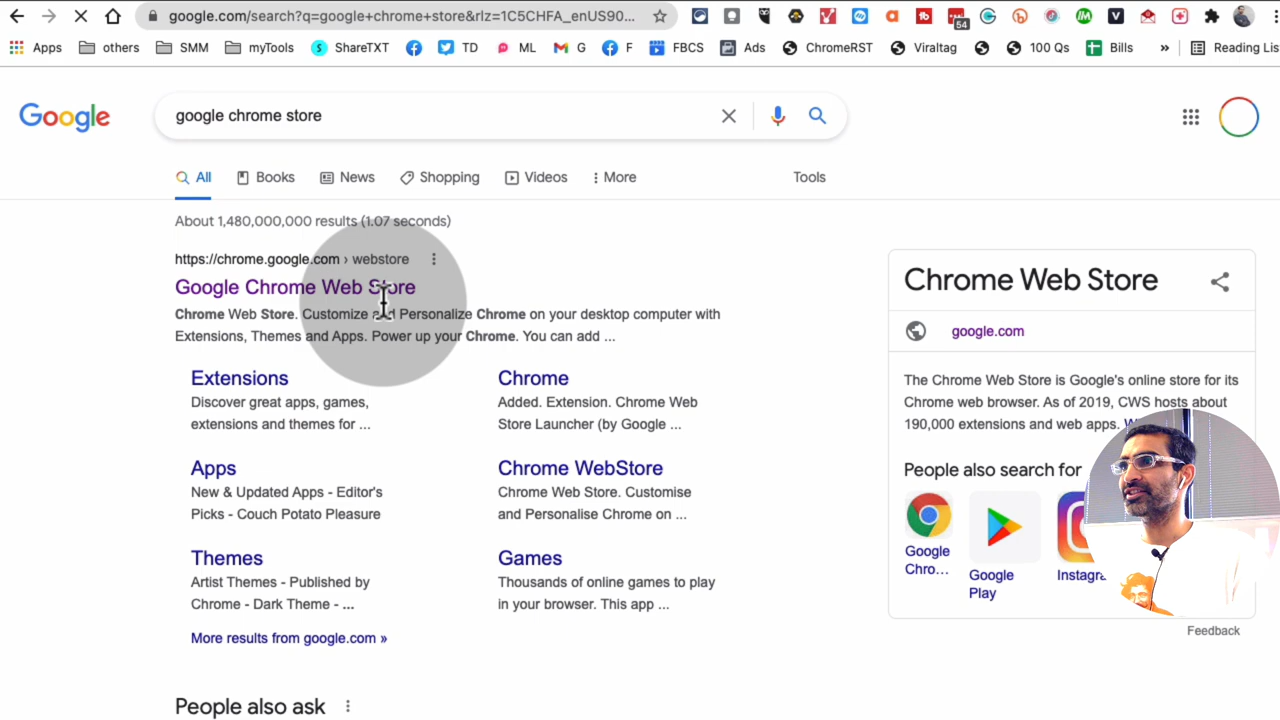 google.com/search?q=google+chrome+store&rlz=1C5CHFA_enUS90...
54
Apps others SMM myTools ShareTXT TD ML G F FBCS Ads ChromeRST Viraltag 100 Qs Bills » Reading Lis
Google
google chrome store
All Books News Shopping Videos More Tools
About 1,480,000,000 results (1.07 seconds)
https://chrome.google.com › webstore
Google Chrome Web Store
Chrome Web Store. Customize and Personalize Chrome on your desktop computer with
Extensions, Themes and Apps. Power up your Chrome. You can add ...
Extensions
Discover great apps, games,
extensions and themes for ...
Chrome
Added. Extension. Chrome Web
Store Launcher (by Google ...
Apps
New & Updated Apps - Editor's
Picks - Couch Potato Pleasure
Chrome WebStore
Chrome Web Store. Customise
and Personalise Chrome on ...
Themes
Artist Themes - Published by
Chrome - Dark Theme - ...
Games
Thousands of online games to play
in your browser. This app ...
More results from google.com »
People also ask
Chrome Web Store
google.com
The Chrome Web Store is Google's online store for its
Chrome web browser. As of 2019, CWS hosts about
190,000 extensions and web apps.
People also search for
Google
Chro...
Google
Play
Instagra
Feedback